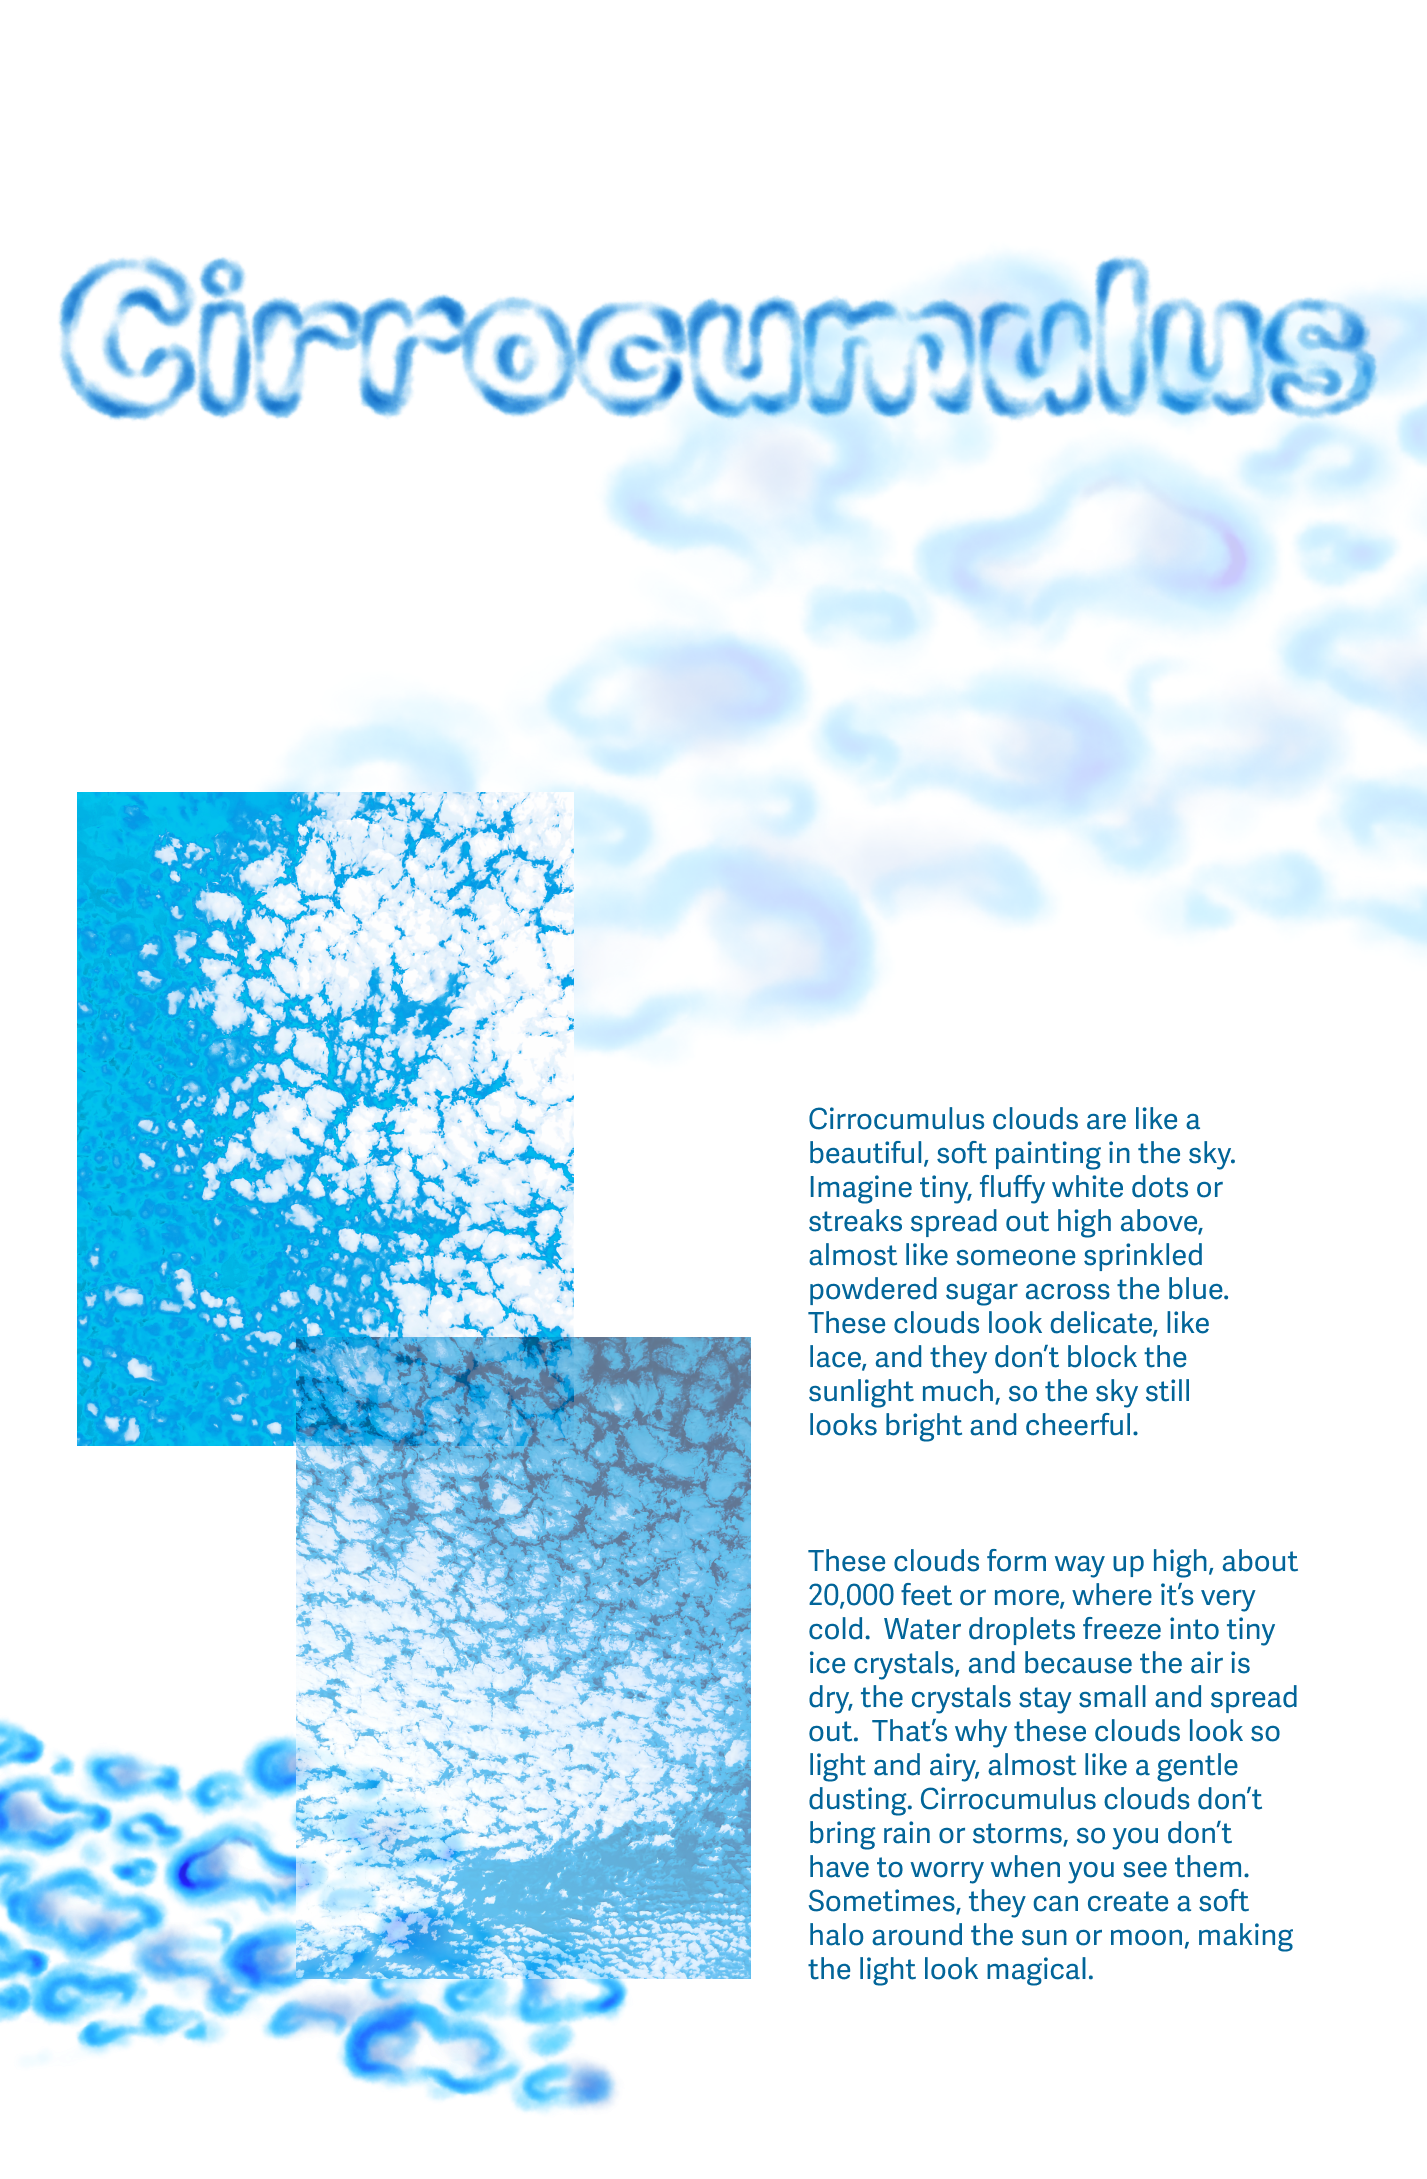 Cirrocumulus
Cirrocumulus clouds are like a
beautiful, soft painting in the sky.
Imagine tiny, fluffy white dots or
streaks spread out high above,
almost like someone sprinkled
powdered sugar across the blue.
These clouds look delicate, like
lace, and they don’t block the
sunlight much, so the sky still
looks bright and cheerful.
These clouds form way up high, about
20,000 feet or more, where it’s very
cold.  Water droplets freeze into tiny
ice crystals, and because the air is
dry, the crystals stay small and spread
out.  That’s why these clouds look so
light and airy, almost like a gentle
dusting. Cirrocumulus clouds don’t
bring rain or storms, so you don’t
have to worry when you see them.
Sometimes, they can create a soft
halo around the sun or moon, making
the light look magical.